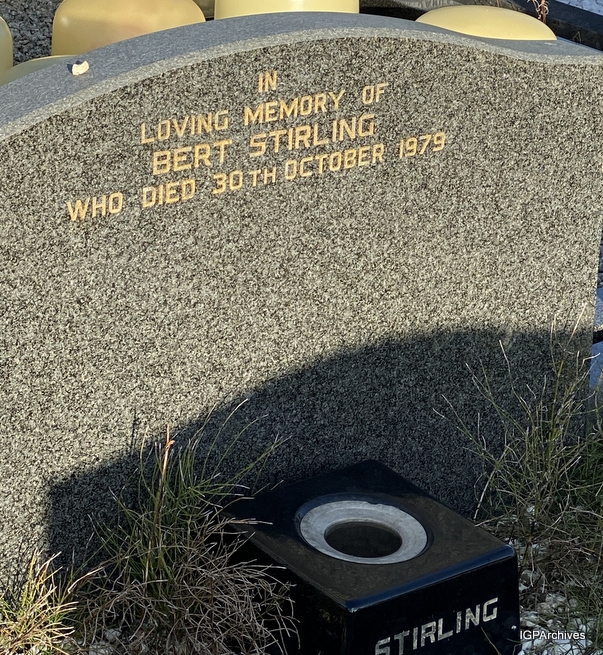 IN
LOVING MEMORY OF
BERT STIRLING
WHO DIED 30TH OCTOBER 1979
STIRLING
IGPArchives